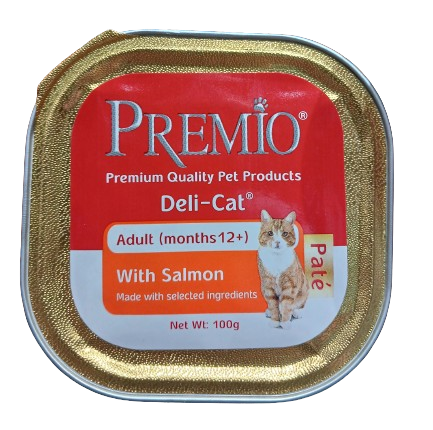 PREMIO®
Premium Quality Pet Products
Deli-Cat®
Adult (months12+)
With Salmon
Made with selected ingredients
Paté
Net Wt: 100g